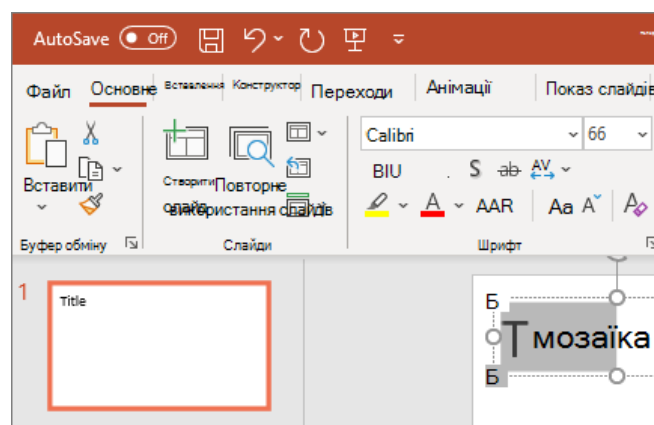 AutoSave Off
Файл Основне Вставлення Конструктор Переходи Анімації Показ слайдів
Calibri 66
Вставити Створити слайд Повторне використання слайдів
BIU . S ab AV
A AAR Aa A A
Буфер обміну Слайди Шрифт
1 Title
Б
Т мозаїка
Б